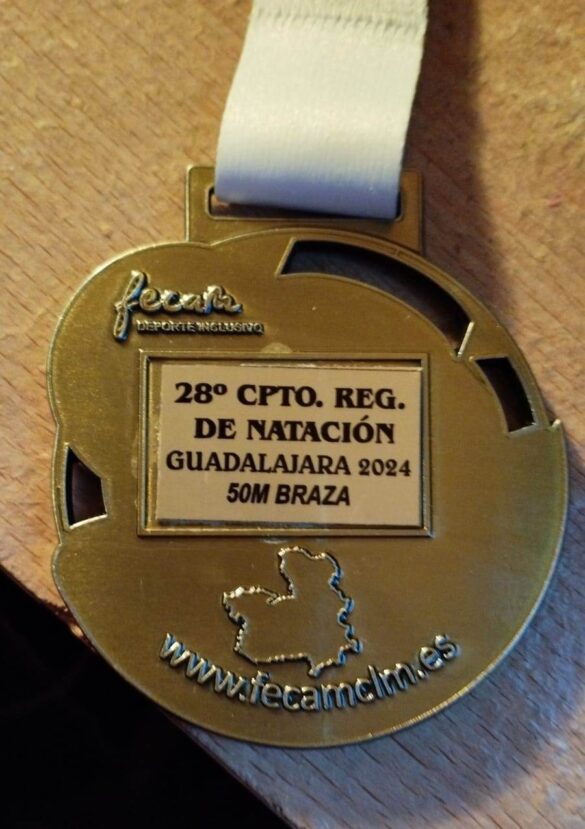 fecam
DEPORTE INCLUSIVO
28º CPTO. REG.
DE NATACIÓN
GUADALAJARA 2024
50M BRAZA
www.fecamclm.es